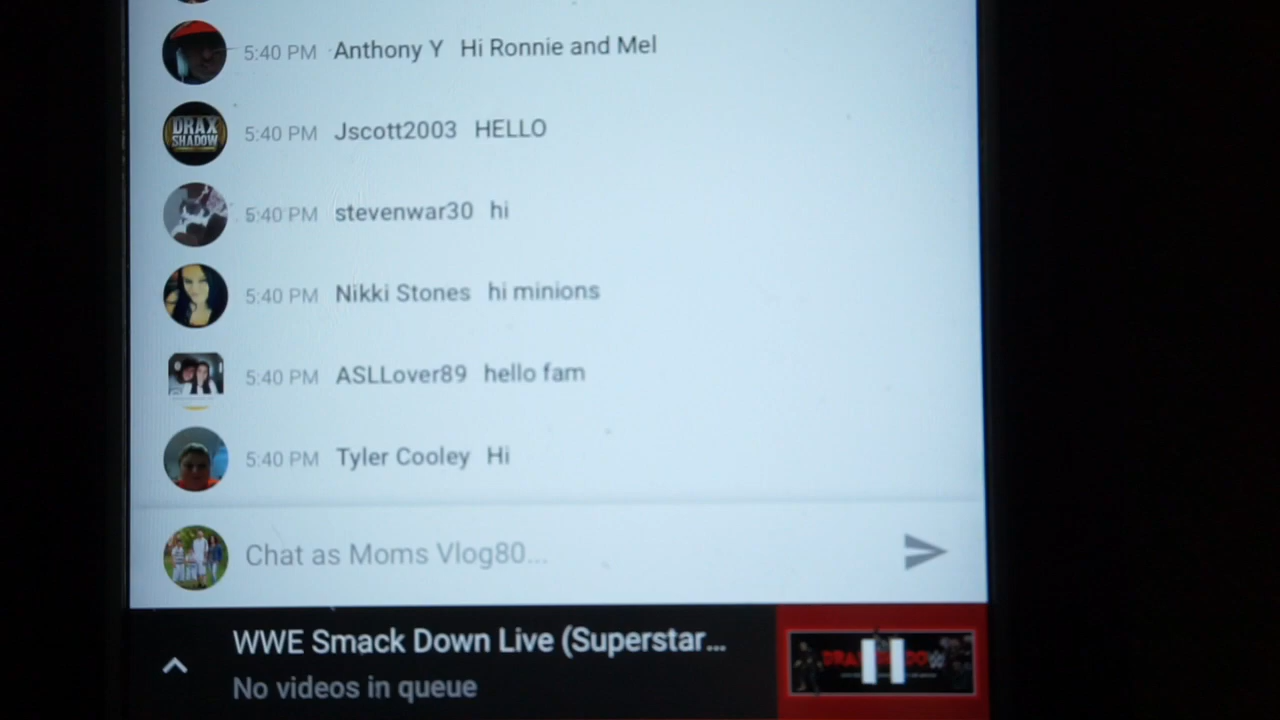 5:40 PM Anthony Y Hi Ronnie and Mel
DRAX
SHADOW
5:40 PM Jscott2003 HELLO
5:40 PM stevenwar30 hi
5:40 PM Nikki Stones hi minions
5:40 PM ASLLover89 hello fam
5:40 PM Tyler Cooley Hi
Chat as Moms Vlog80...
WWE Smack Down Live (Superstar...
No videos in queue